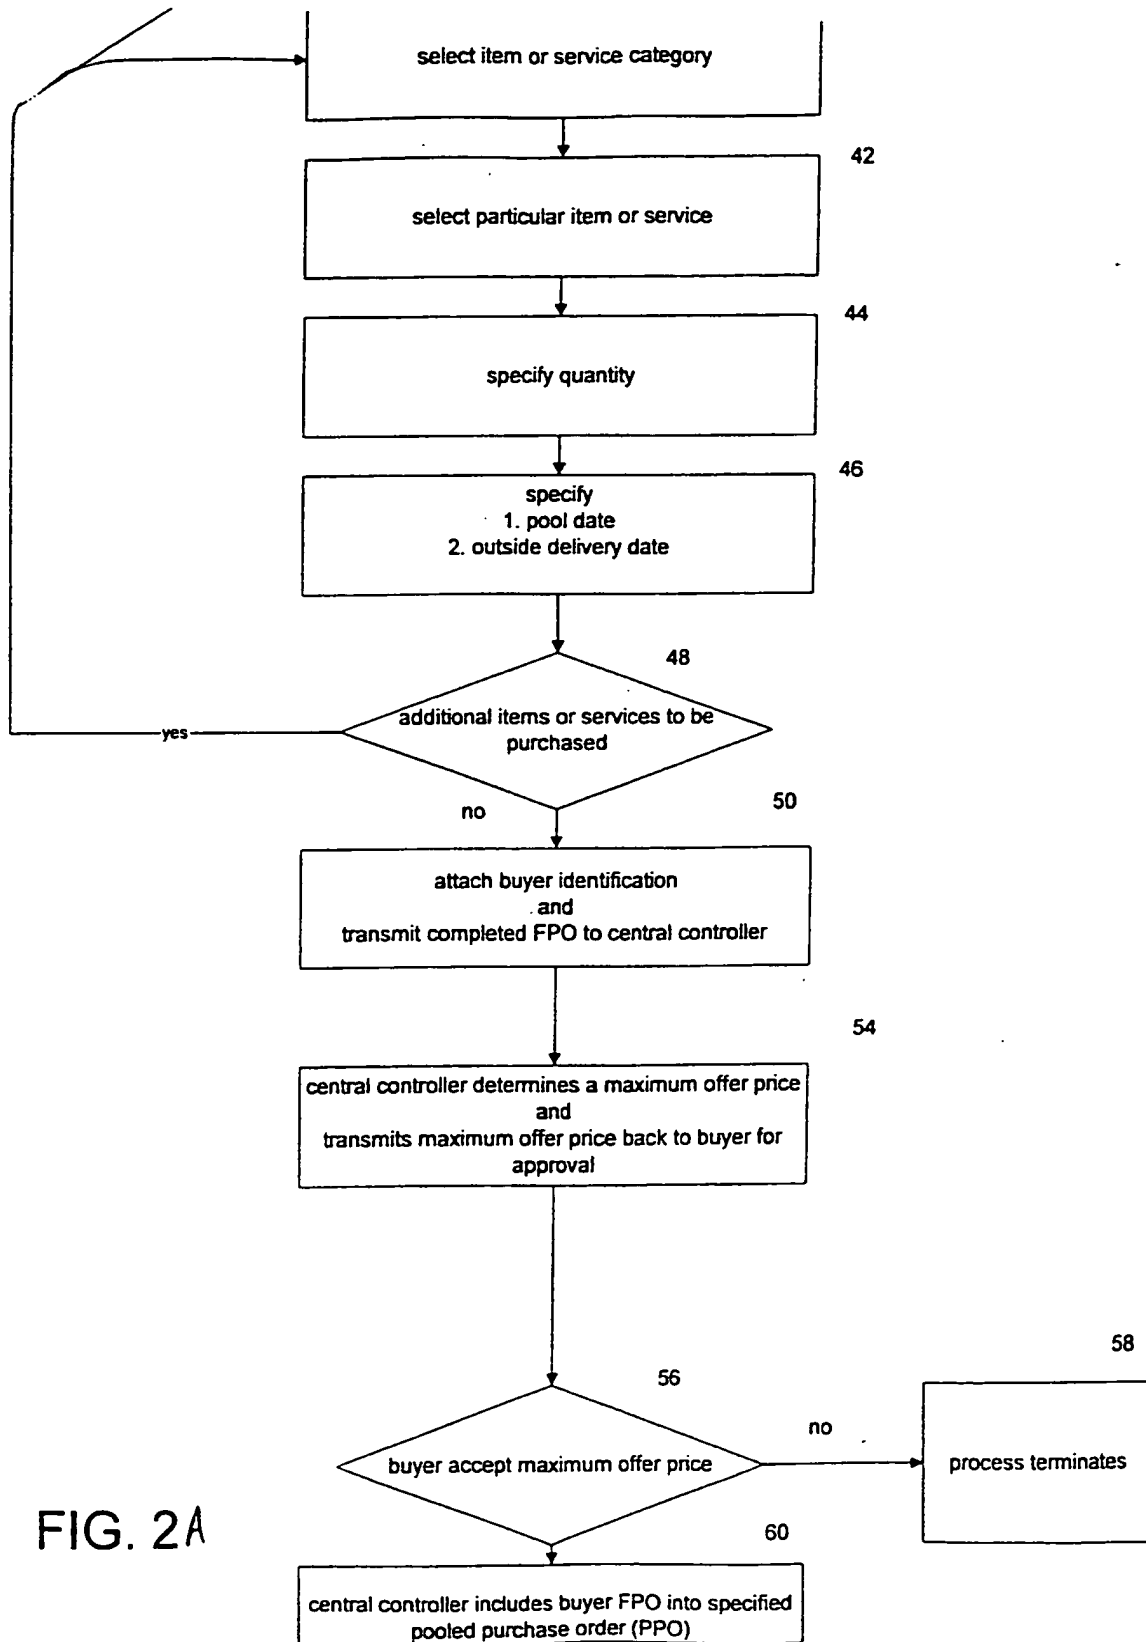 select item or service category
42
select particular item or service
44
specify quantity
46
specify
1. pool date
2. outside delivery date
48
additional items or services to be
purchased
yes
no
50
attach buyer identification
and
transmit completed FPO to central controller
54
central controller determines a maximum offer price
and
transmits maximum offer price back to buyer for
approval
56
58
buyer accept maximum offer price
no
process terminates
FIG. 2A
60
central controller includes buyer FPO into specified
pooled purchase order (PPO)